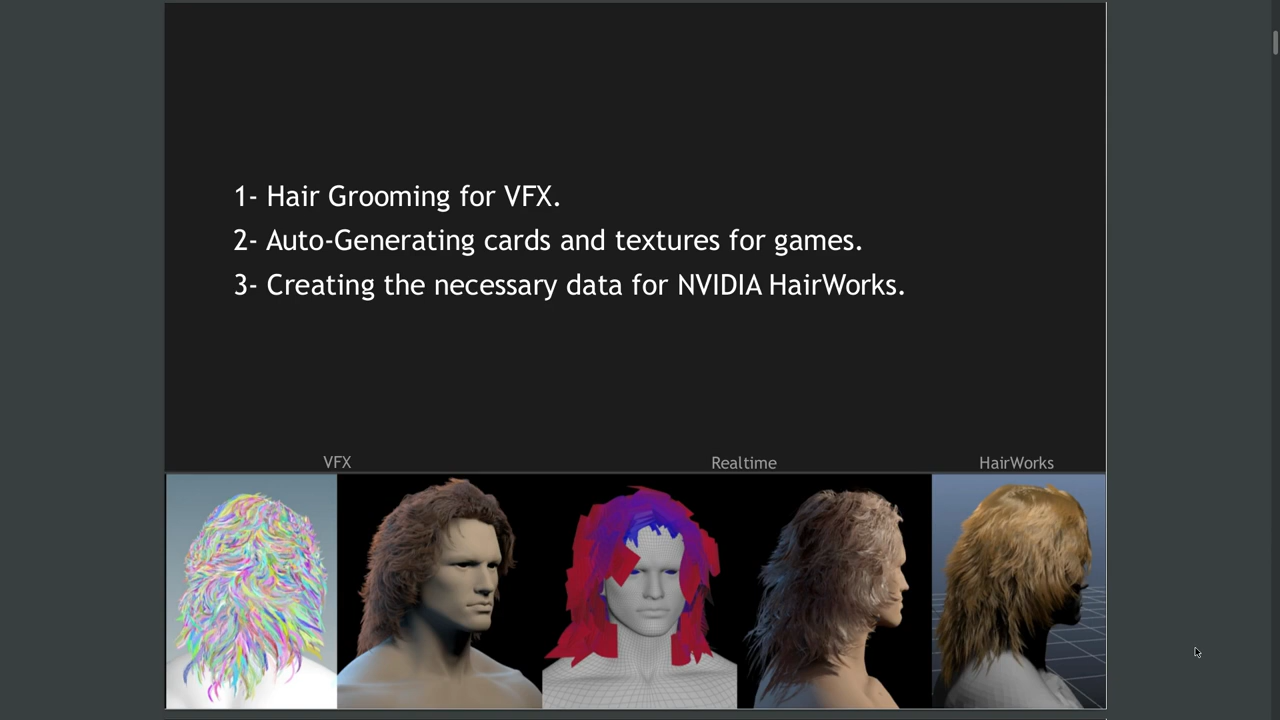 1- Hair Grooming for VFX.
2- Auto-Generating cards and textures for games.
3- Creating the necessary data for NVIDIA HairWorks.
VFX
Realtime
HairWorks